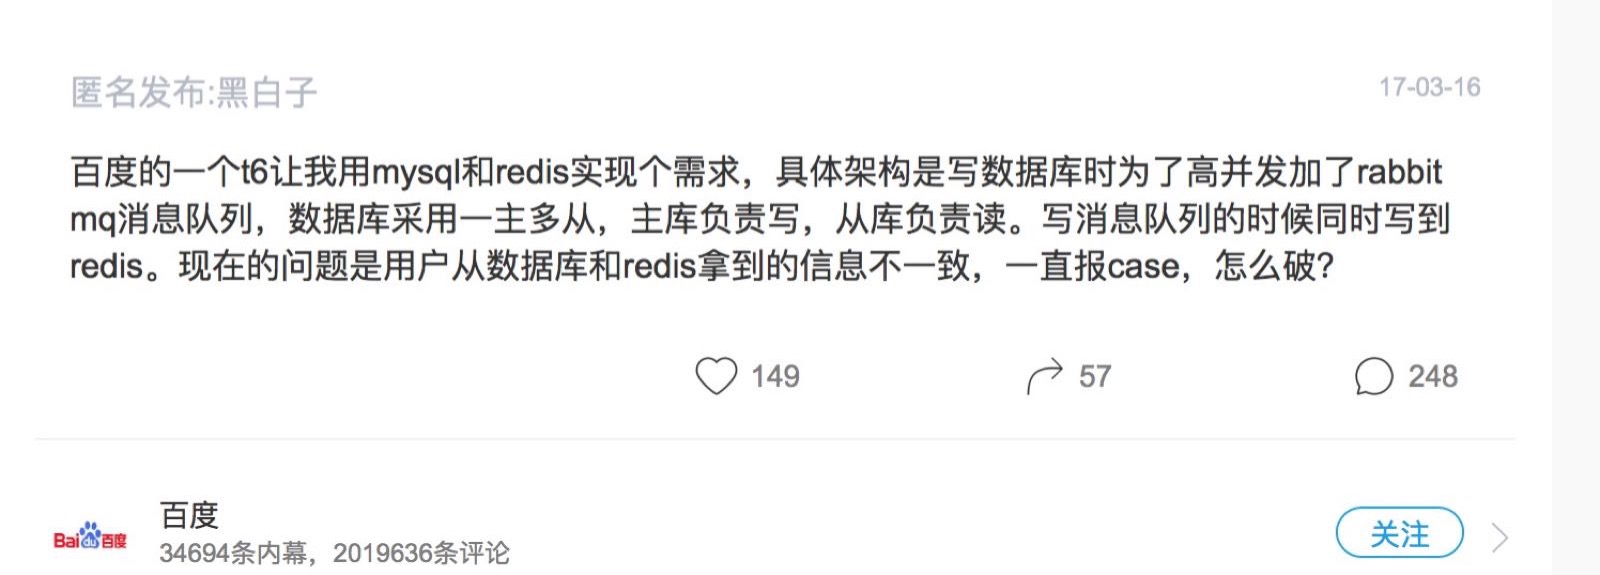 匿名发布:黑白子
17-03-16
百度的一个t6让我用mysql和redis实现个需求，具体架构是写数据库时为了高并发加了rabbit
mq消息队列，数据库采用一主多从，主库负责写，从库负责读。写消息队列的时候同时写到
redis。现在的问题是用户从数据库和redis拿到的信息不一致，一直报case，怎么破？
149
57
248
Bai du 百度
百度
34694条内幕，2019636条评论
关注